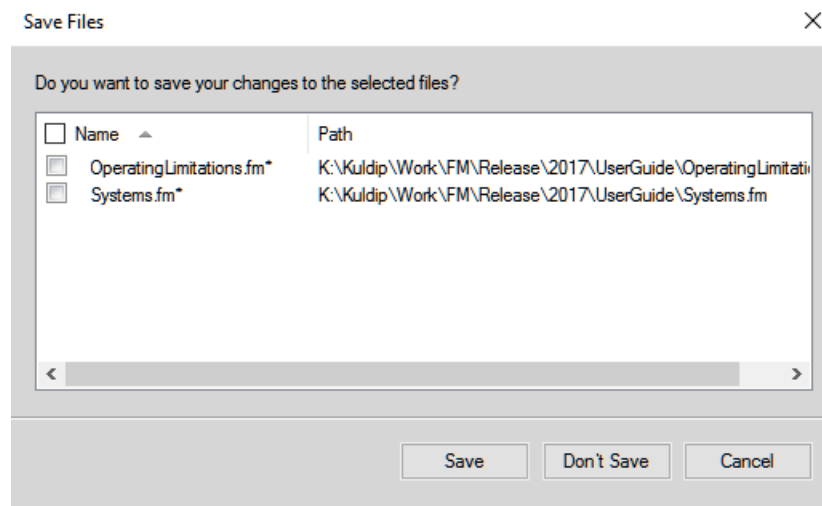 Save Files
Do you want to save your changes to the selected files?
Name Path
OperatingLimitations.fm* K:\Kuldip\Work\FM\Release\2017\UserGuide\OperatingLimitati
Systems.fm* K:\Kuldip\Work\FM\Release\2017\UserGuide\Systems.fm
Save Don't Save Cancel